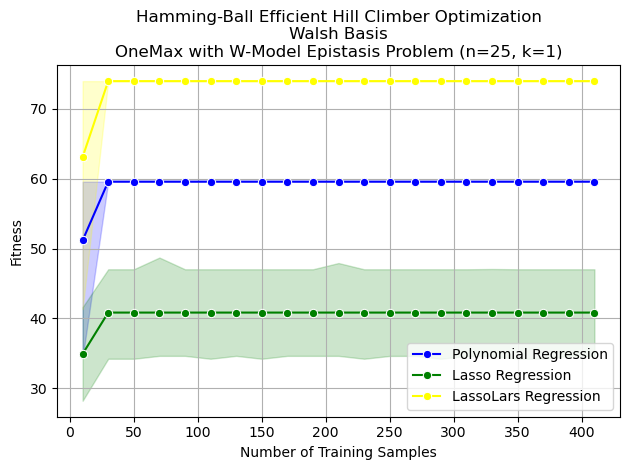 Hamming-Ball Efficient Hill Climber Optimization
Walsh Basis
OneMax with W-Model Epistasis Problem (n=25, k=1)
Fitness
70
60
50
40
30
Polynomial Regression
Lasso Regression
LassoLars Regression
0 50 100 150 200 250 300 350 400
Number of Training Samples